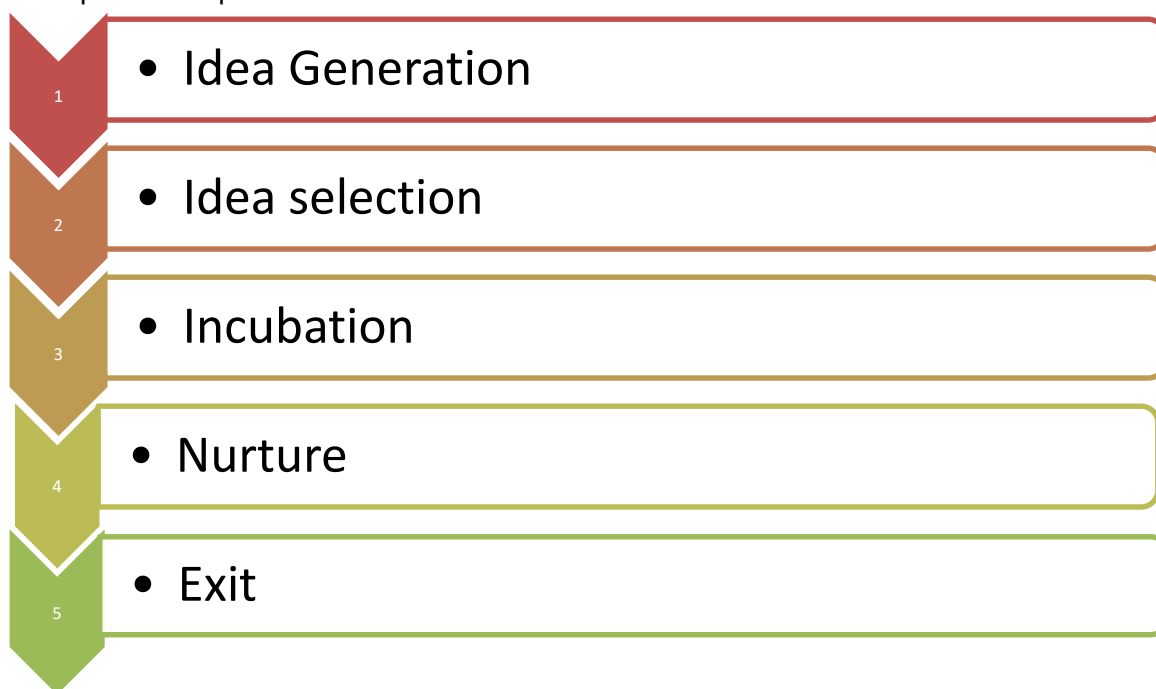 1
• Idea Generation
2
• Idea selection
3
• Incubation
4
• Nurture
5
• Exit